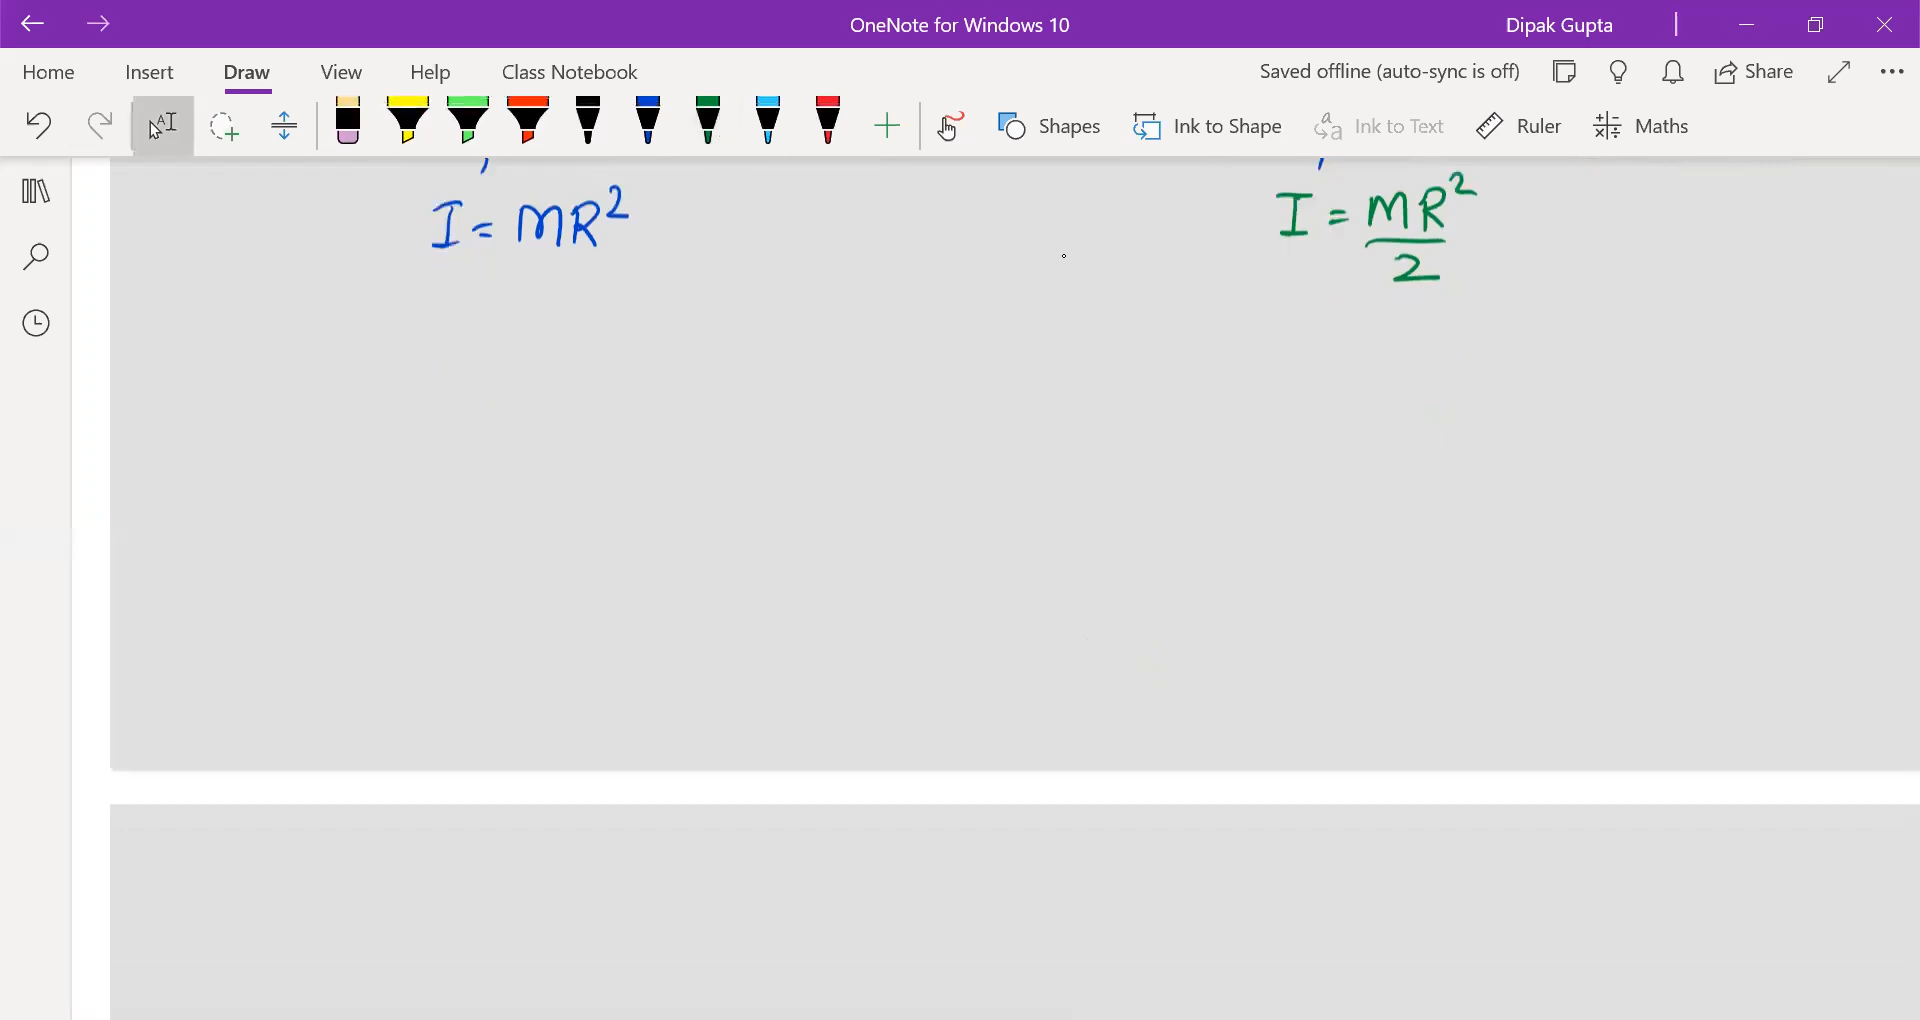 OneNote for Windows 10
Dipak Gupta
Home Insert Draw View Help Class Notebook
Saved offline (auto-sync is off)
Share
Shapes
Ink to Shape
Ink to Text
Ruler
Maths
I = MR²
I = MR²/2